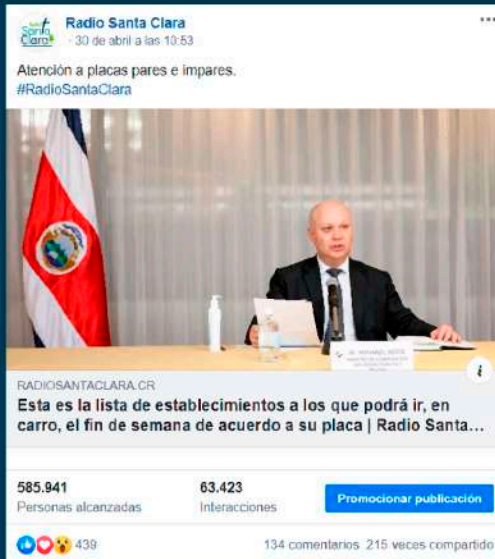 Radio Santa Clara
· 30 de abril a las 10:53
Atención a placas pares e impares.
#RadioSantaClara
RADIOSANTACLARA.CR
Esta es la lista de establecimientos a los que podrá ir, en
carro, el fin de semana de acuerdo a su placa | Radio Santa...
585.941
Personas alcanzadas
63.423
Interacciones
Promocionar publicación
439
134 comentarios 215 veces compartido